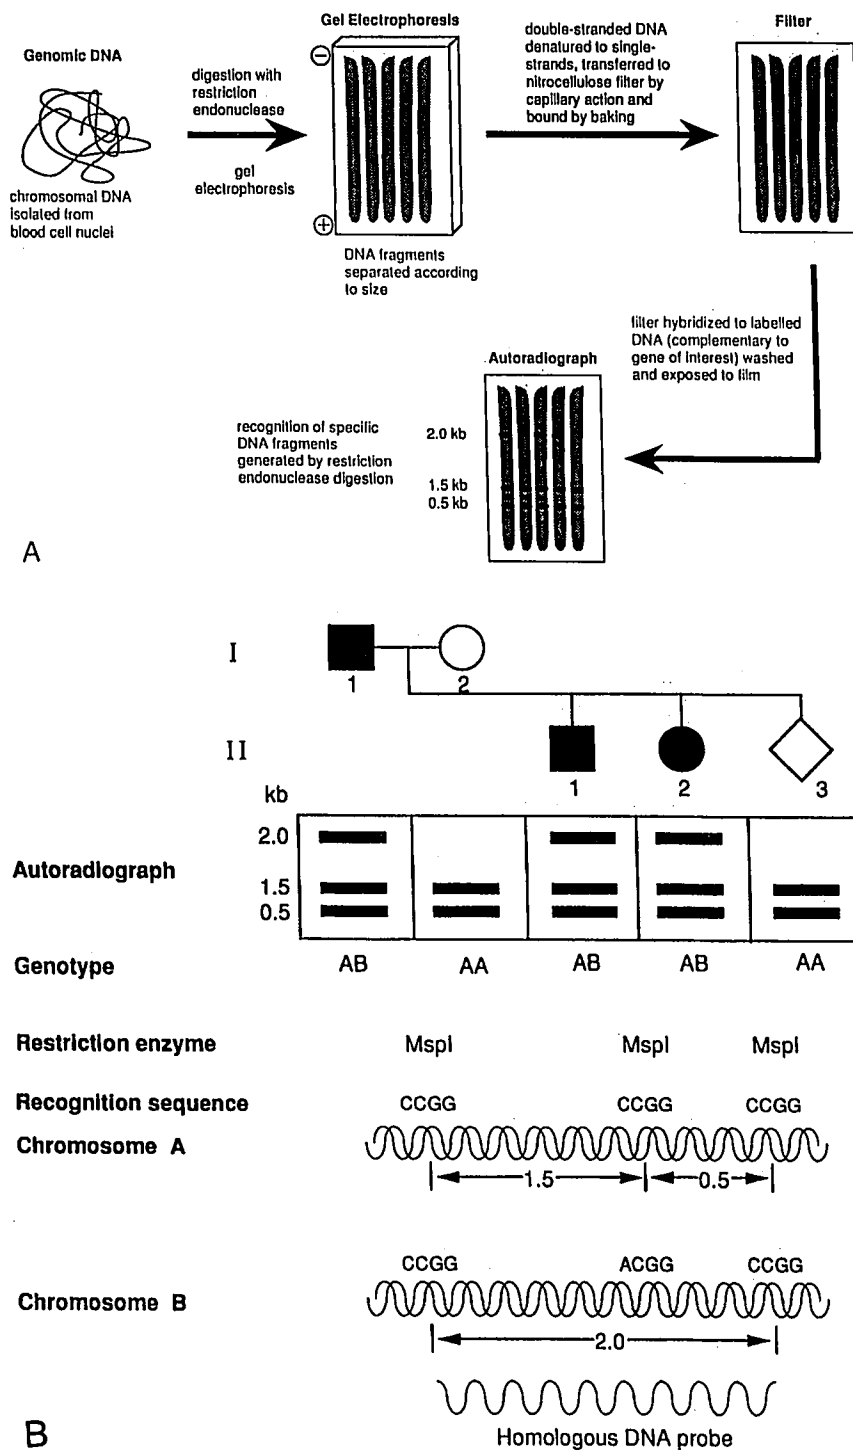 Genomic DNA
chromosomal DNA
isolated from
blood cell nuclei
digestion with
restriction
endonuclease
gel
electrophoresis
Gel Electrophoresis
−
+
DNA fragments
separated according
to size
double-stranded DNA
denatured to single-
strands, transferred to
nitrocellulose filter by
capillary action and
bound by baking
Filter
filter hybridized to labelled
DNA (complementary to
gene of interest) washed
and exposed to film
Autoradiograph
recognition of specific
DNA fragments
generated by restriction
endonuclease digestion
2.0 kb
1.5 kb
0.5 kb
A
I
1
2
II
1
2
3
kb
2.0
Autoradiograph
1.5
0.5
Genotype
AB
AA
AB
AB
AA
Restriction enzyme
MspI
MspI
MspI
Recognition sequence
CCGG
CCGG
CCGG
Chromosome A
1.5
0.5
CCGG
ACGG
CCGG
Chromosome B
2.0
Homologous DNA probe
B